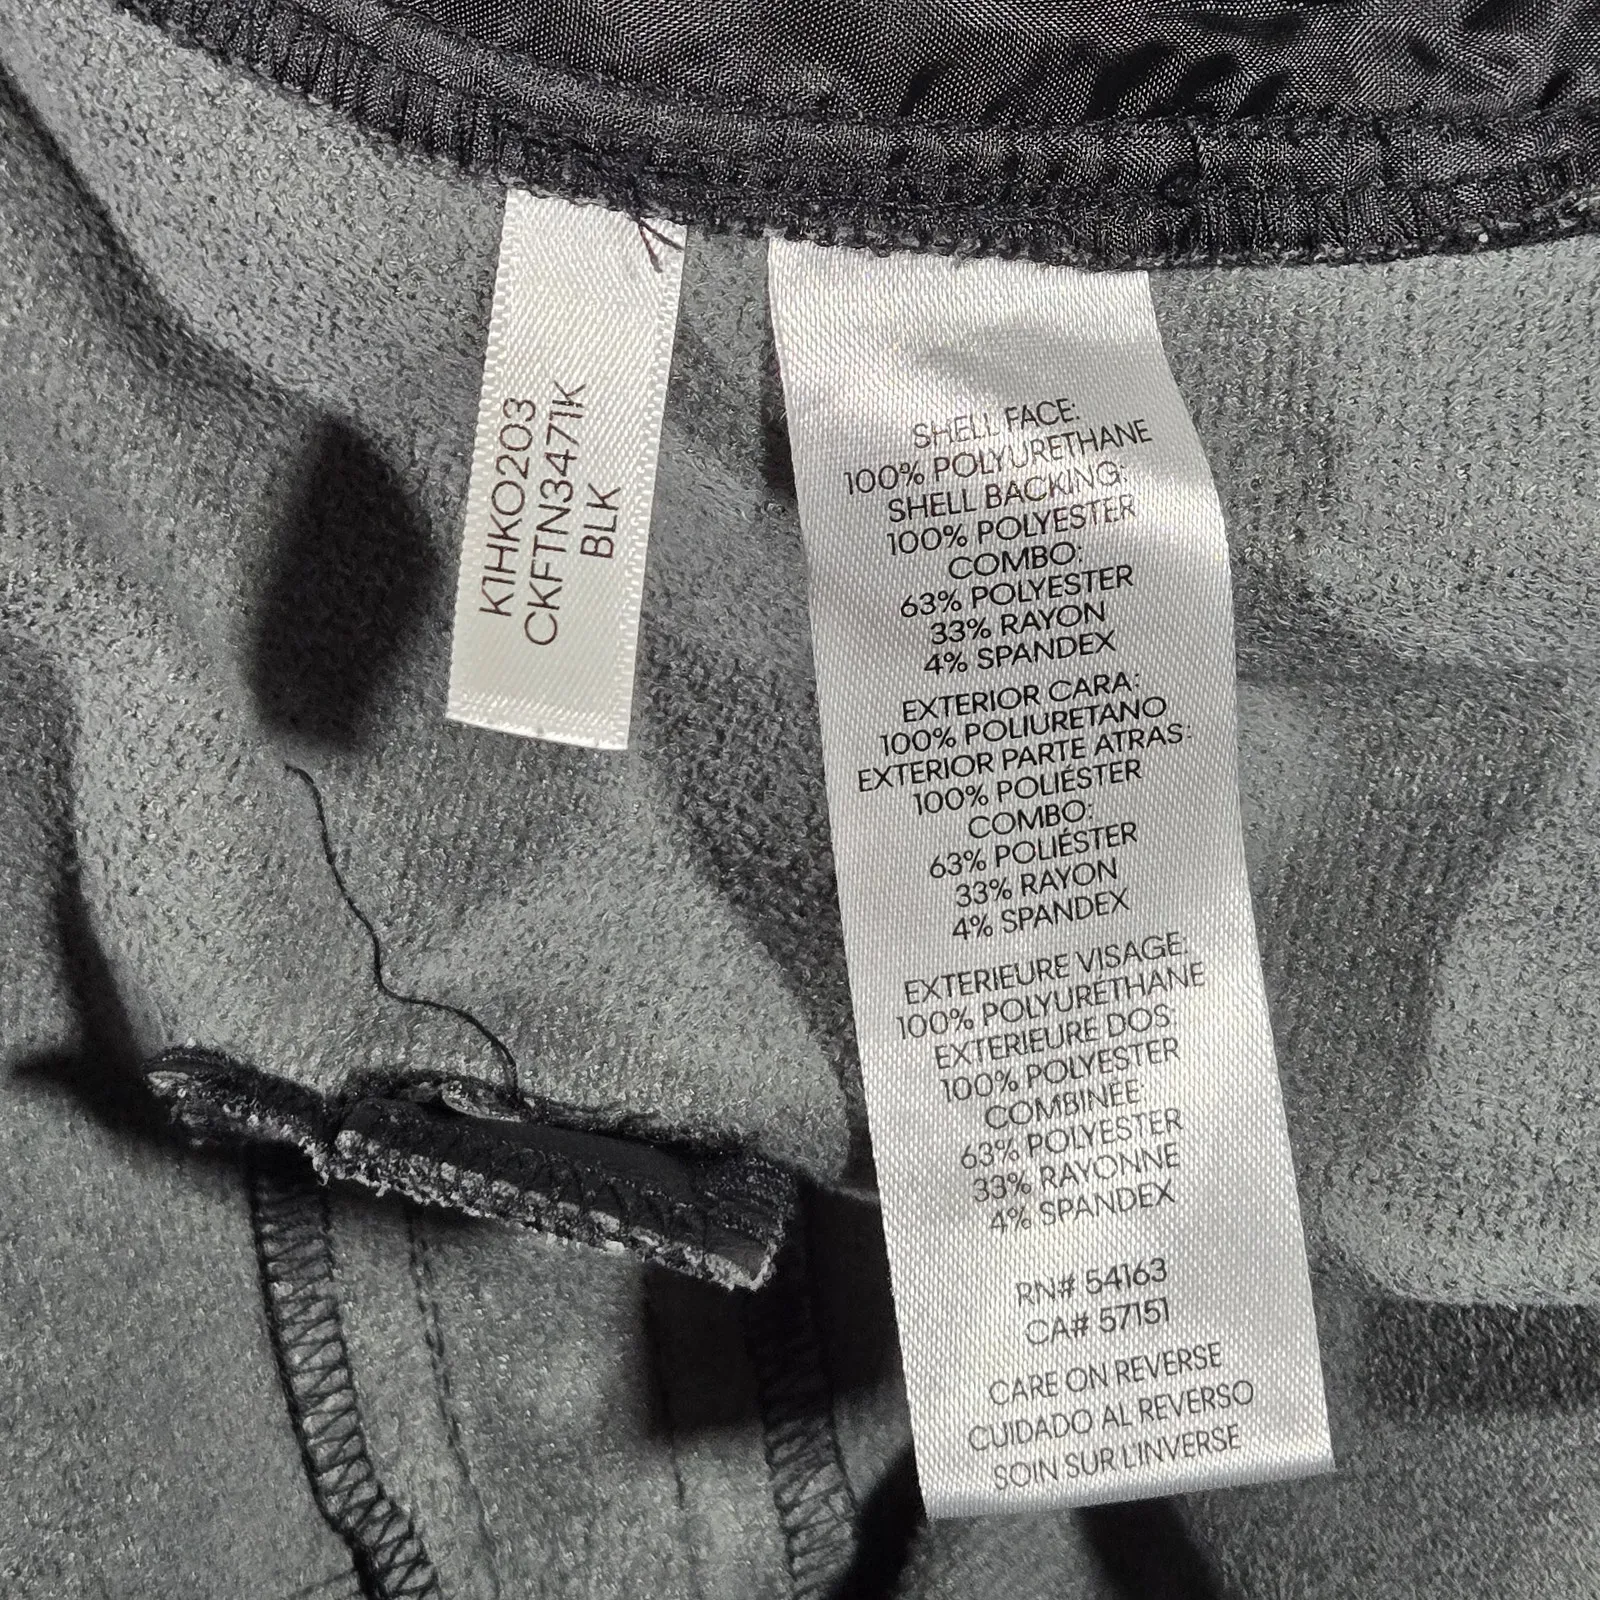 K1HKO203
CKFTN3471K
BLK
SHELL FACE:
100% POLYURETHANE
SHELL BACKING:
100% POLYESTER
COMBO:
63% POLYESTER
33% RAYON
4% SPANDEX
EXTERIOR CARA:
100% POLIURETANO
EXTERIOR PARTE ATRAS:
100% POLIÉSTER
COMBO:
63% POLIÉSTER
33% RAYON
4% SPANDEX
EXTERIEURE VISAGE:
100% POLYURÉTHANE
EXTERIEURE DOS:
100% POLYESTER
COMBINÉE:
63% POLYESTER
33% RAYONNE
4% SPANDEX
RN# 54163
CA# 57151
CARE ON REVERSE
CUIDADO AL REVERSO
SOIN SUR L'INVERSE